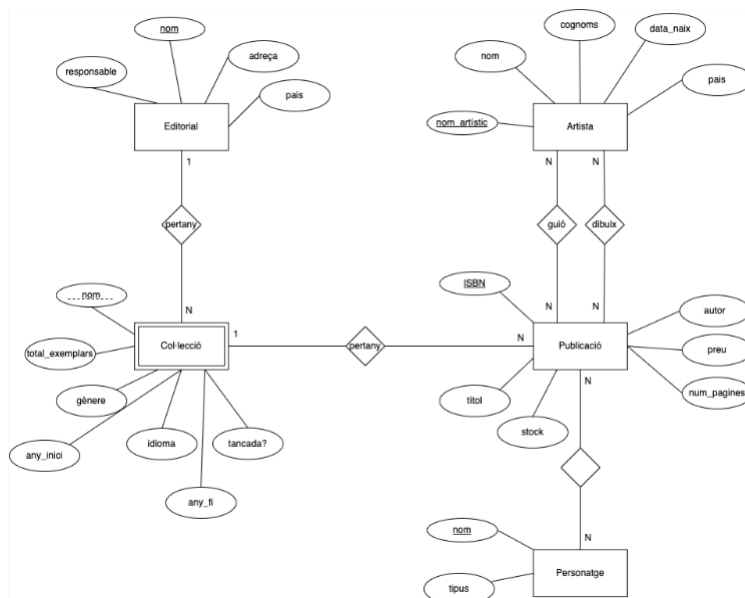 nom
responsable
adreça
pais
Editorial
1
pertany
N
nom
total_exemplars
gènere
any_inici
idioma
any_fi
tancada?
Col·lecció
1
pertany
N
cognoms
data_naix
nom
pais
nom_artistic
Artista
N
N
guió
dibuix
N
N
ISBN
autor
preu
num_pagines
Publicació
títol
stock
N
N
nom
tipus
Personatge